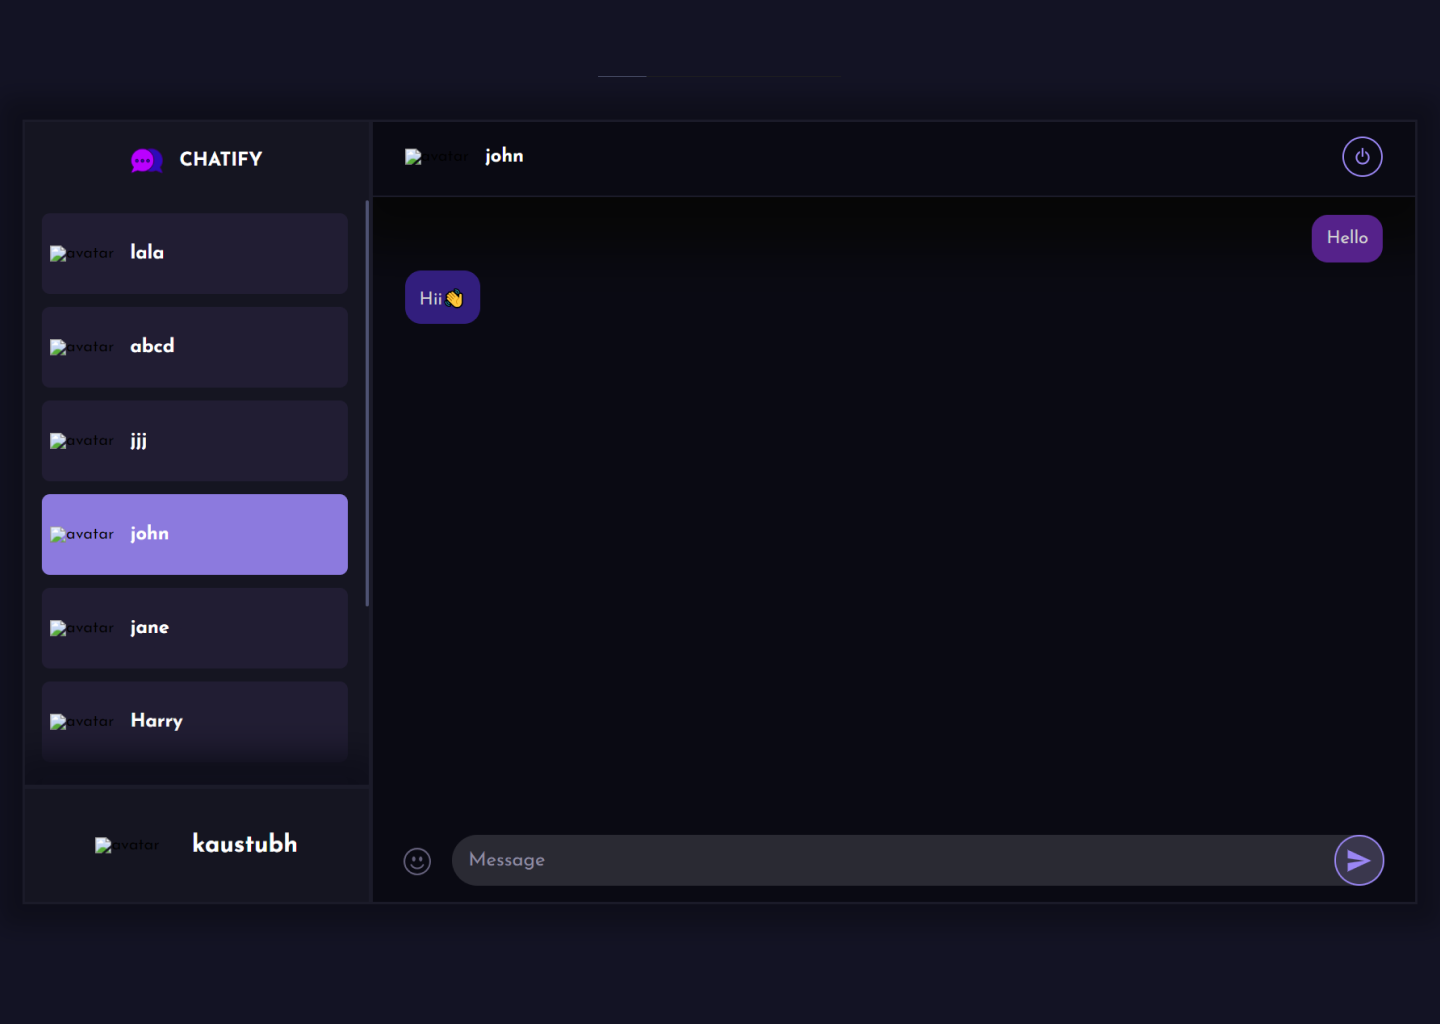 CHATIFY
avatar lala
avatar abcd
avatar jjj
avatar john
avatar jane
avatar Harry
avatar kaustubh
avatar john
Hello
Hii👋
Message